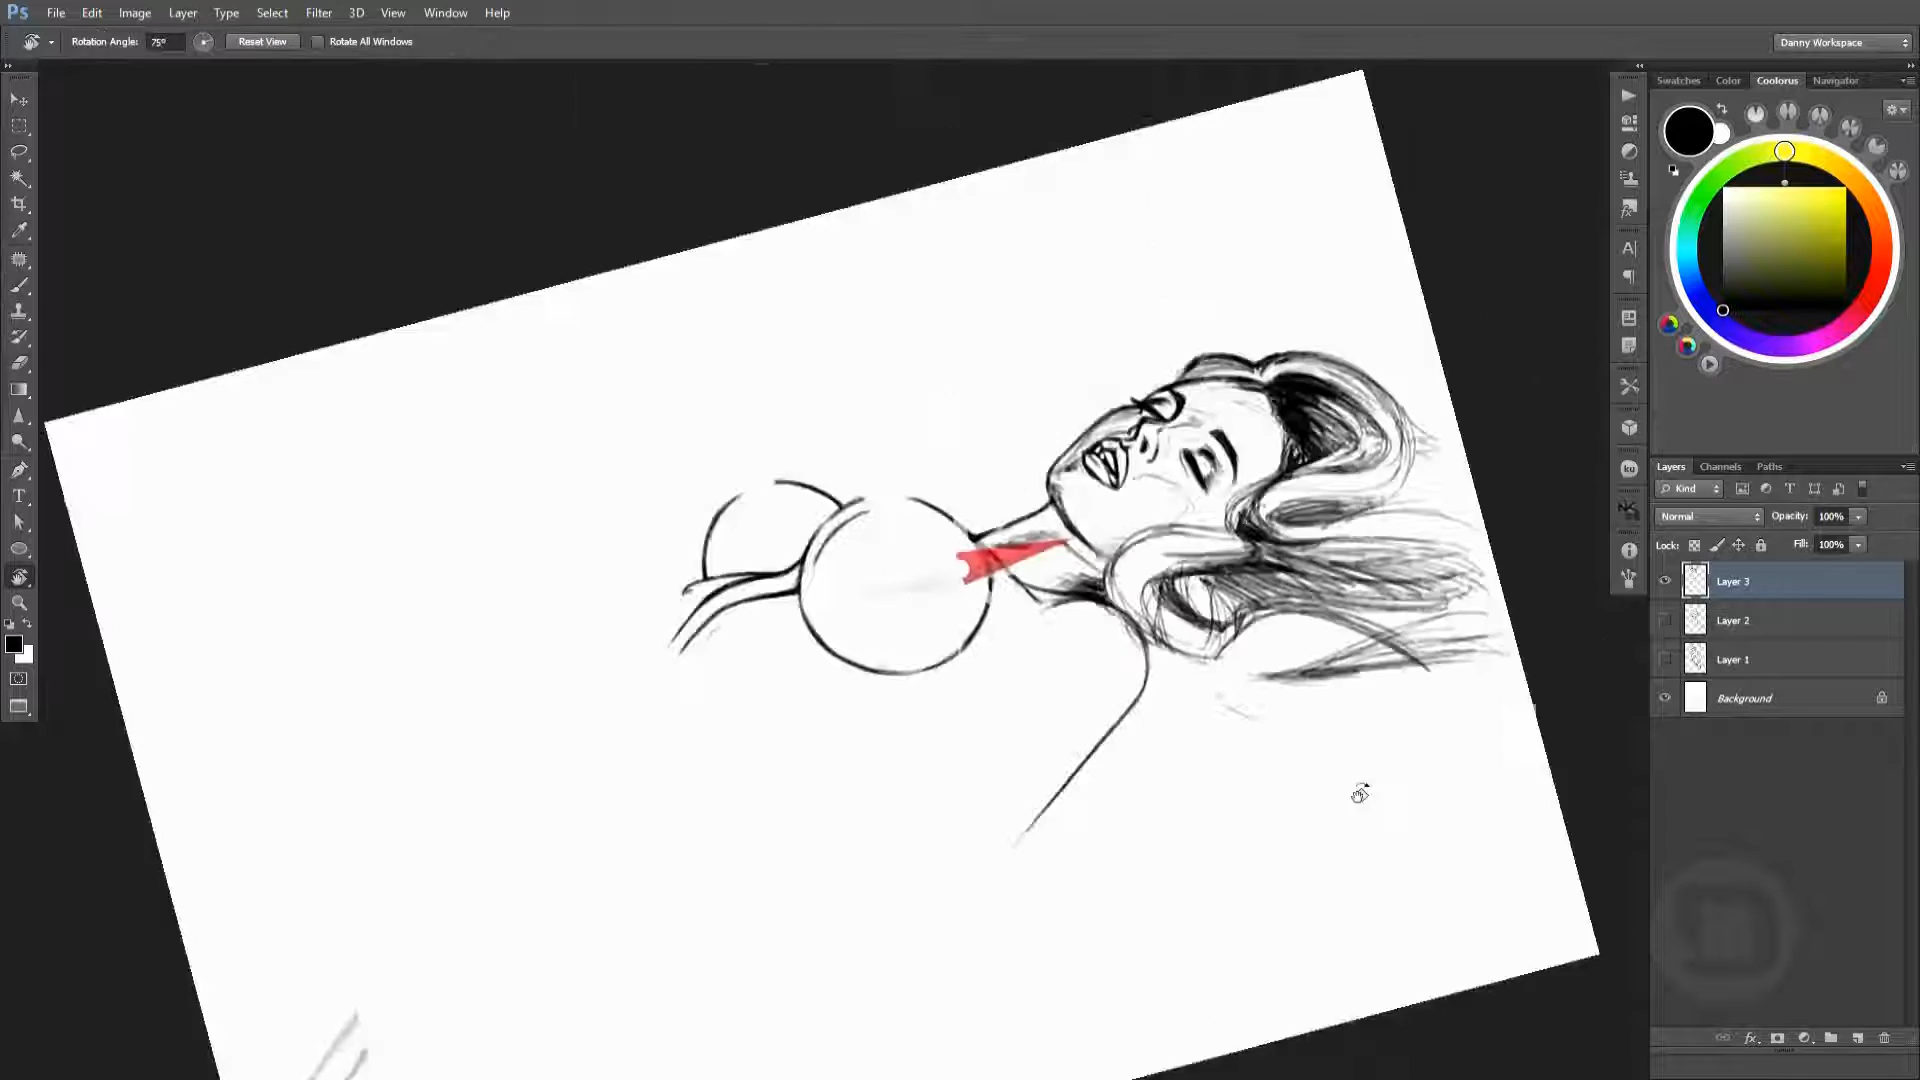 Ps File Edit Image Layer Type Select Filter 3D View Window Help
Rotation Angle: 75° Reset View Rotate All Windows Danny Workspace
Swatches Color Coolorus Navigator
Layers Channels Paths
Kind
Normal Opacity: 100%
Lock: Fill: 100%
Layer 3
Layer 2
Layer 1
Background
ku